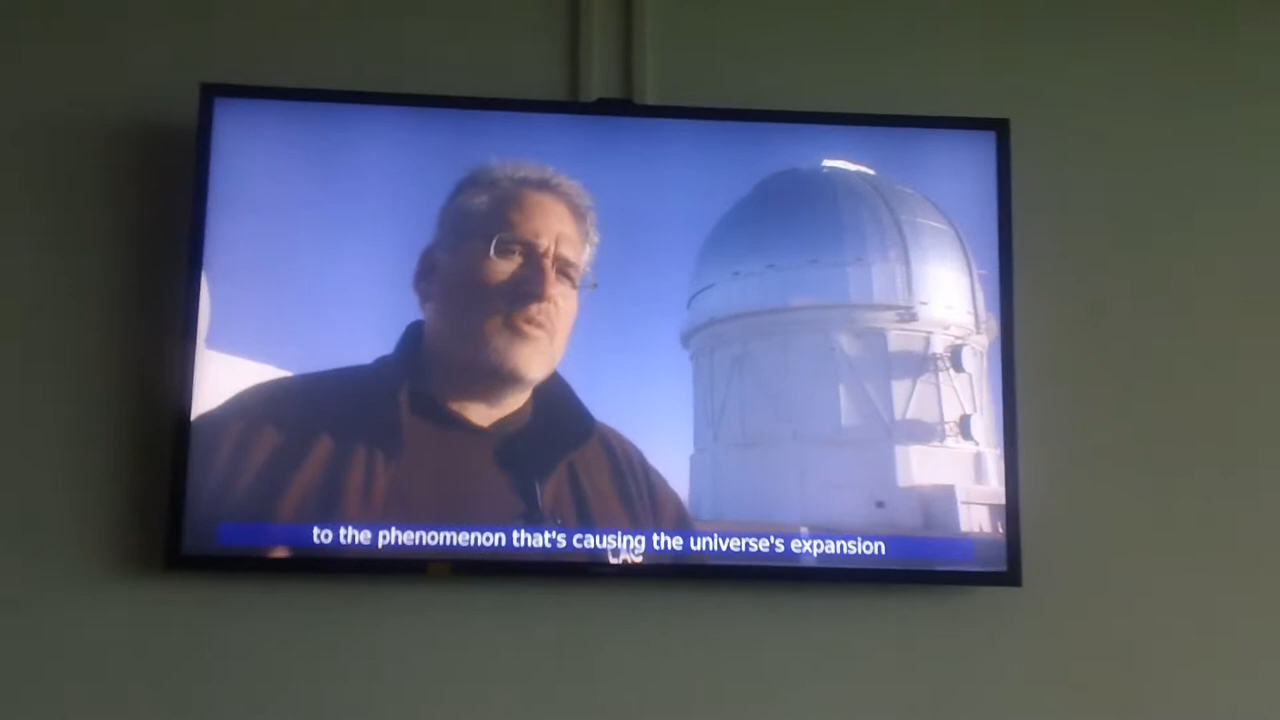 to the phenomenon that's causing the universe's expansion